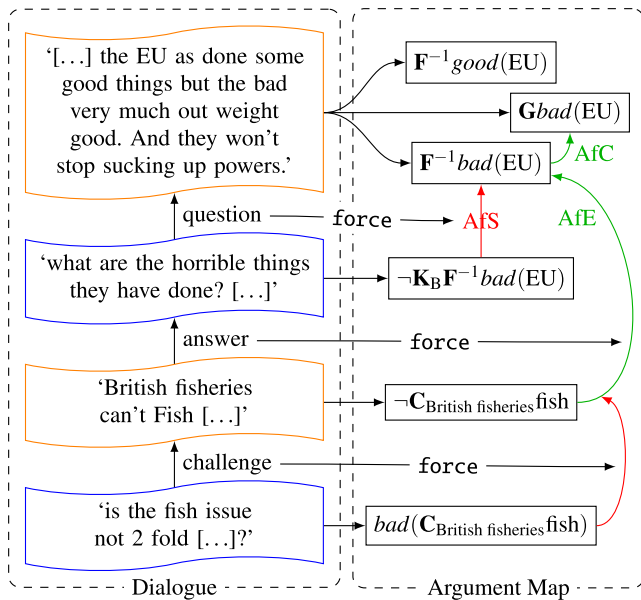 ‘[…] the EU as done some
good things but the bad
very much out weight
good. And they won’t
stop sucking up powers.’
F⁻¹good(EU)
Gbad(EU)
AfC
F⁻¹bad(EU)
question
force
AfS
AfE
‘what are the horrible things
they have done? […]’
¬K_BF⁻¹bad(EU)
answer
force
‘British fisheries
can’t Fish […]’
¬C_British fisheries fish
challenge
force
‘is the fish issue
not 2 fold […]?’
bad(C_British fisheries fish)
Dialogue
Argument Map